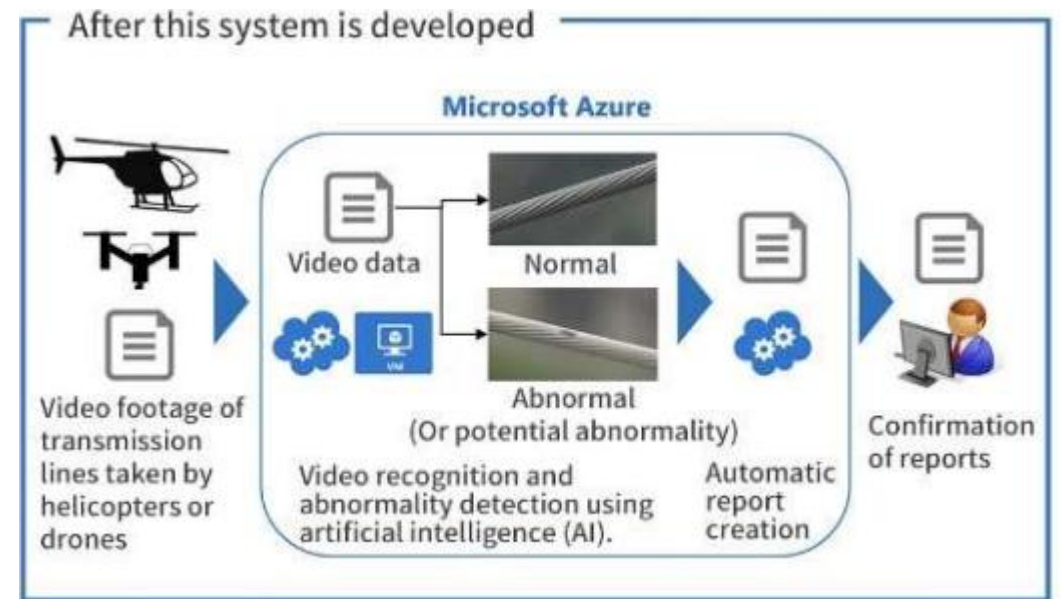 After this system is developed
Microsoft Azure
Video footage of
transmission
lines taken by
helicopters or
drones
Video data
VM
Normal
Abnormal
(Or potential abnormality)
Video recognition and
abnormality detection using
artificial intelligence (AI).
Automatic
report
creation
Confirmation
of reports